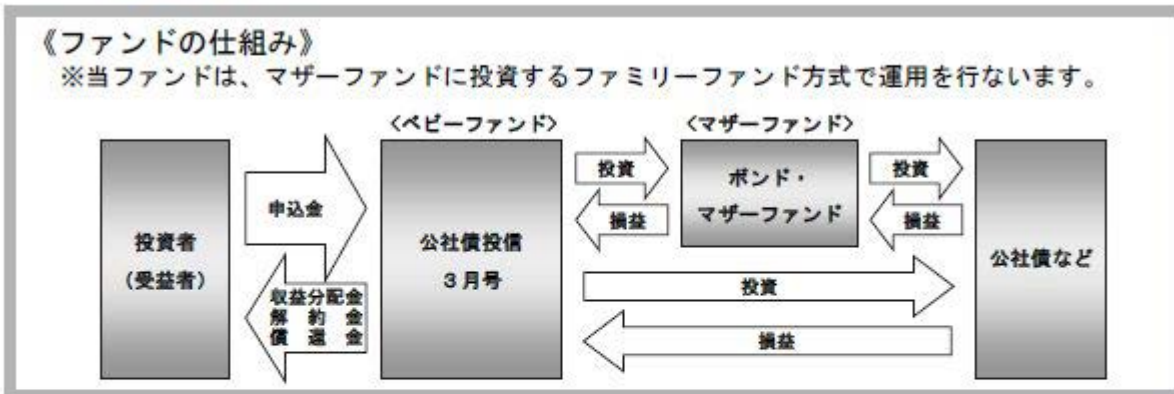 《ファンドの仕組み》
※当ファンドは、マザーファンドに投資するファミリーファンド方式で運用を行ないます。
〈ベビーファンド〉
〈マザーファンド〉
投資者
(受益者)
申込金
収益分配金
解約金
償還金
公社債投信
3月号
投資
損益
ボンド・
マザーファンド
投資
損益
投資
損益
公社債など